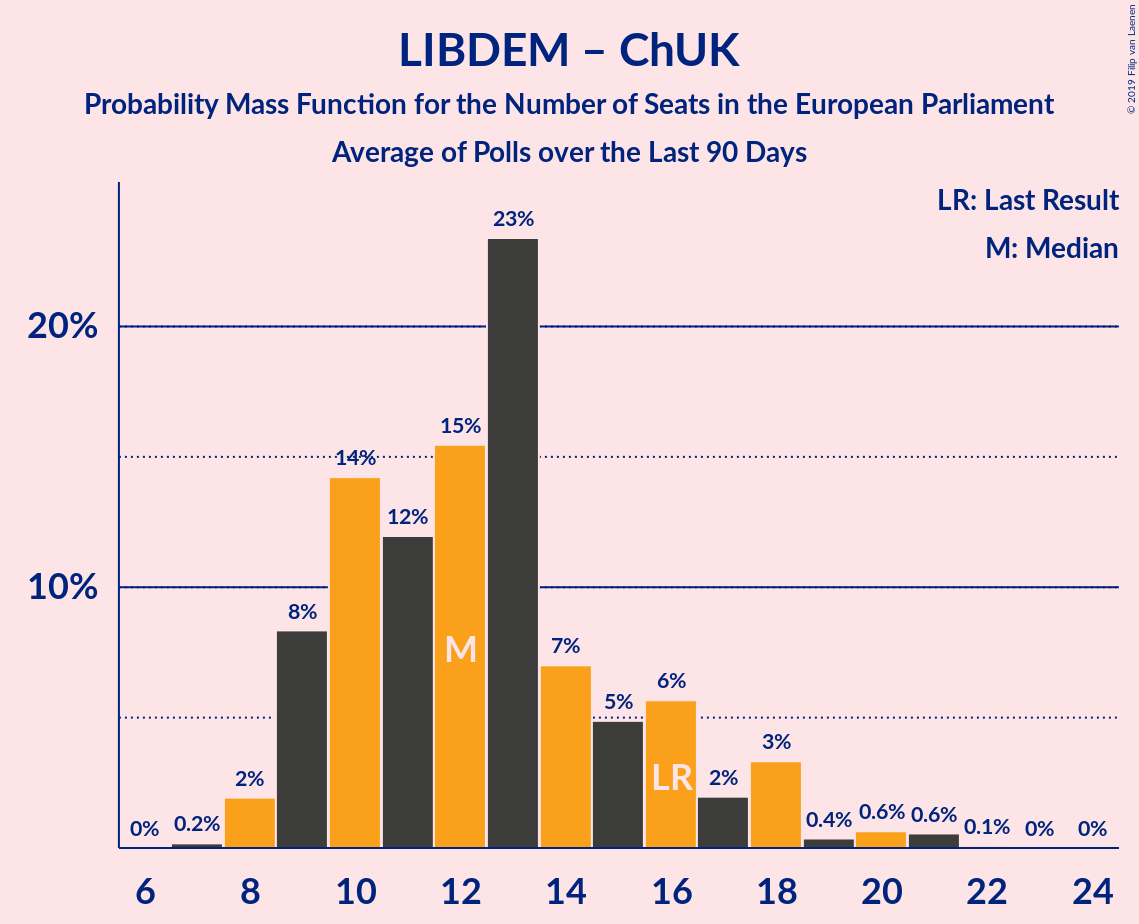 LIBDEM – ChUK
Probability Mass Function for the Number of Seats in the European Parliament
Average of Polls over the Last 90 Days
© 2019 Filip van Laenen
LR: Last Result
M: Median
20%
10%
0%
0.2%
2%
8%
14%
12%
15%
23%
7%
5%
6%
2%
3%
0.4%
0.6%
0.6%
0.1%
0%
0%
M
LR
6 8 10 12 14 16 18 20 22 24